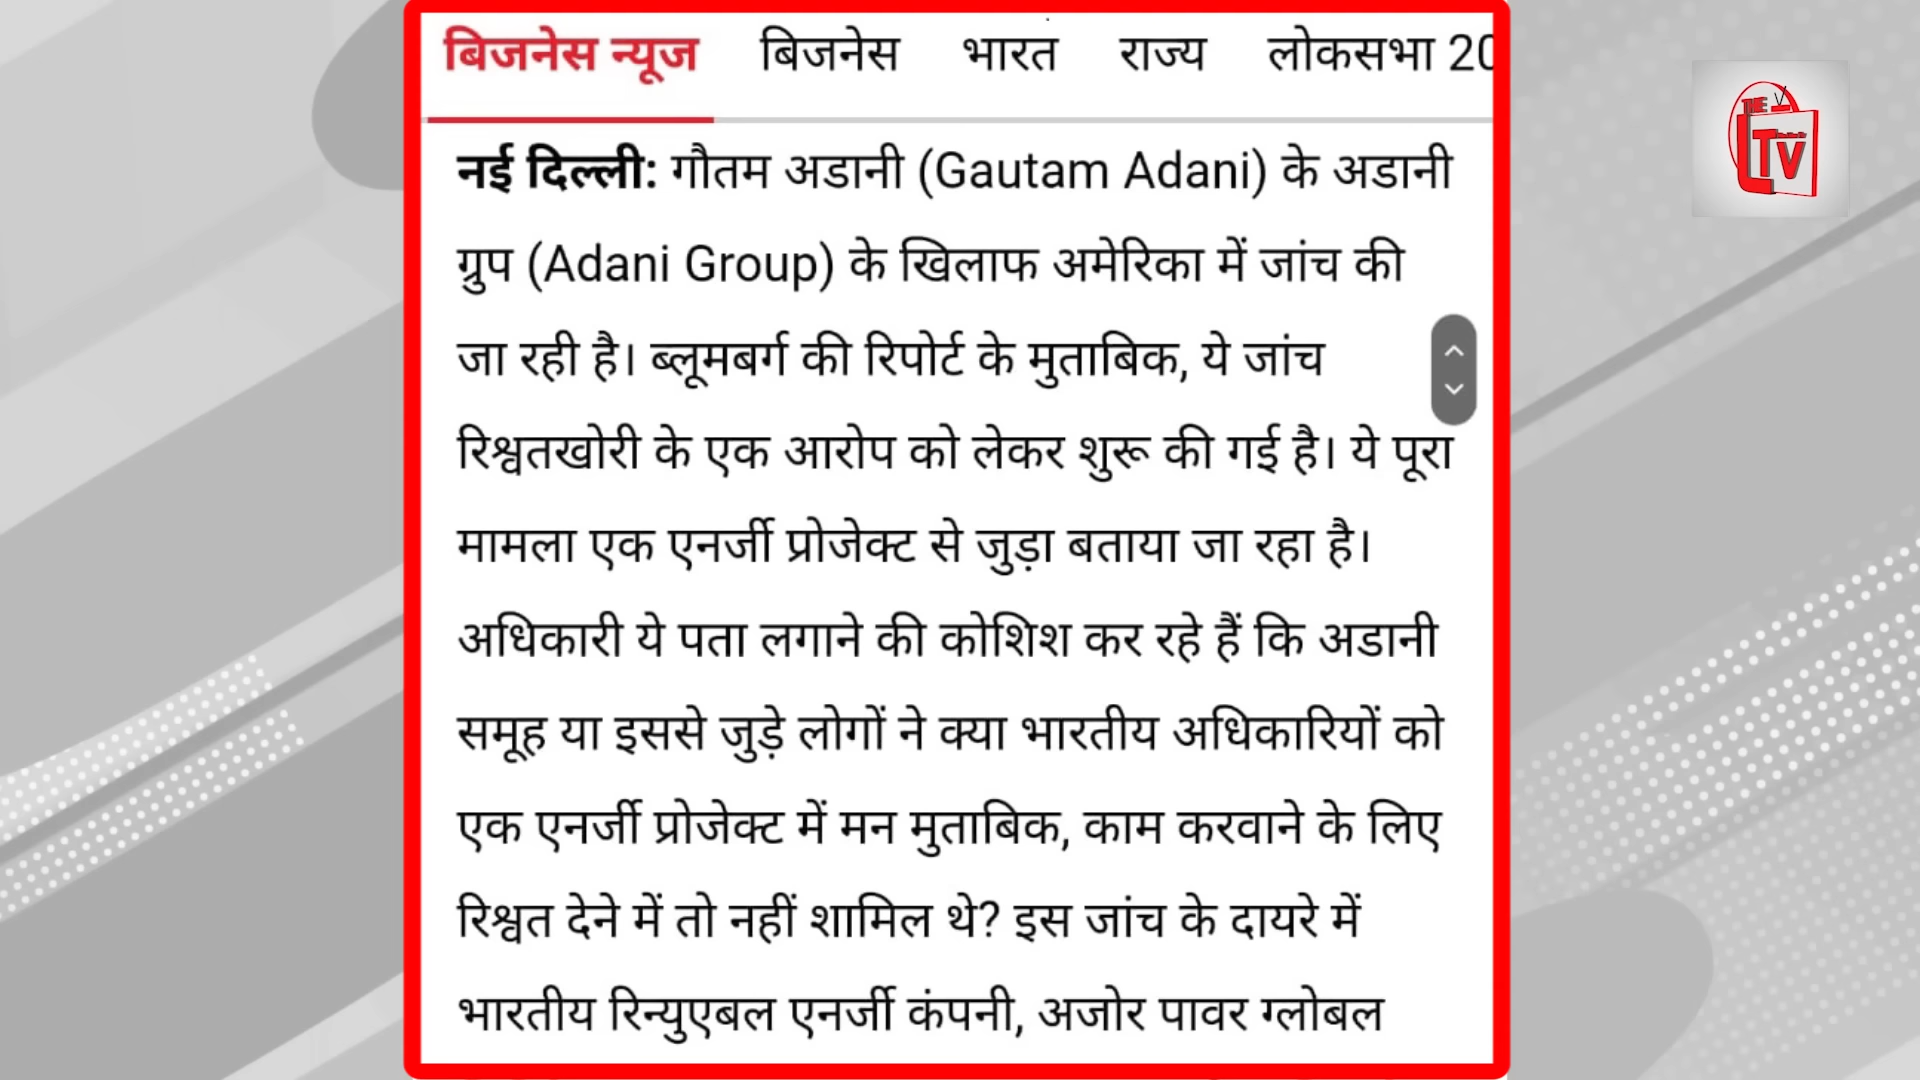 बिजनेस न्यूज बिजनेस भारत राज्य लोकसभा 20
THE
TV
नई दिल्ली: गौतम अडानी (Gautam Adani) के अडानी
ग्रुप (Adani Group) के खिलाफ अमेरिका में जांच की
जा रही है। ब्लूमबर्ग की रिपोर्ट के मुताबिक, ये जांच
रिश्वतखोरी के एक आरोप को लेकर शुरू की गई है। ये पूरा
मामला एक एनर्जी प्रोजेक्ट से जुड़ा बताया जा रहा है।
अधिकारी ये पता लगाने की कोशिश कर रहे हैं कि अडानी
समूह या इससे जुड़े लोगों ने क्या भारतीय अधिकारियों को
एक एनर्जी प्रोजेक्ट में मन मुताबिक, काम करवाने के लिए
रिश्वत देने में तो नहीं शामिल थे? इस जांच के दायरे में
भारतीय रिन्युएबल एनर्जी कंपनी, अजोर पावर ग्लोबल